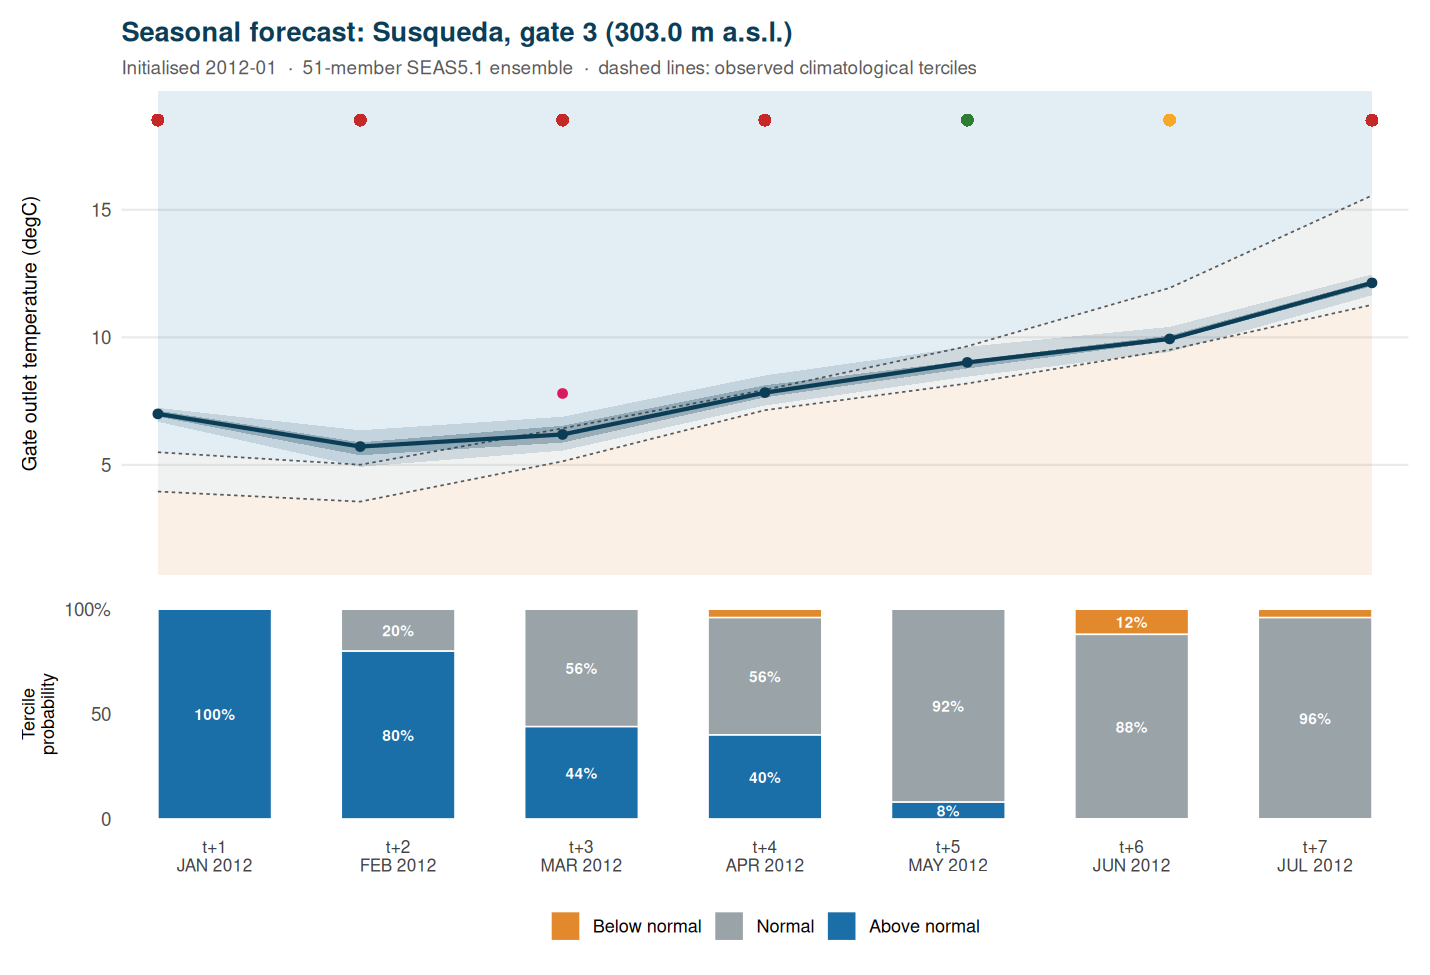 Seasonal forecast: Susqueda, gate 3 (303.0 m a.s.l.)
Initialised 2012-01 · 51-member SEAS5.1 ensemble · dashed lines: observed climatological terciles
Gate outlet temperature (degC)
15
10
5
Tercile
probability
100%
50
0
100%
20%
80%
56%
44%
56%
40%
92%
8%
12%
88%
96%
t+1
JAN 2012
t+2
FEB 2012
t+3
MAR 2012
t+4
APR 2012
t+5
MAY 2012
t+6
JUN 2012
t+7
JUL 2012
Below normal
Normal
Above normal